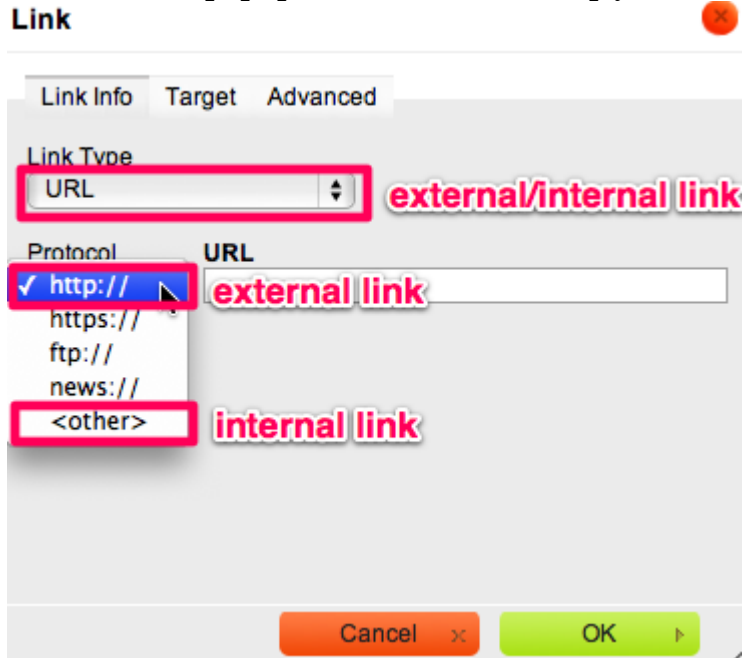 Link
Link Info Target Advanced
Link Type
URL
external/internal link
Protocol URL
http://
external link
https://
ftp://
news://
<other>
internal link
Cancel
OK